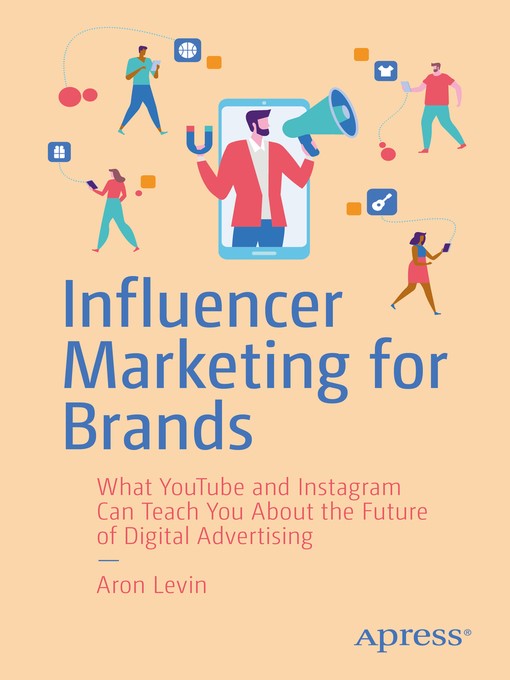 Influencer
Marketing for
Brands
What YouTube and Instagram
Can Teach You About the Future
of Digital Advertising
Aron Levin
Apress®